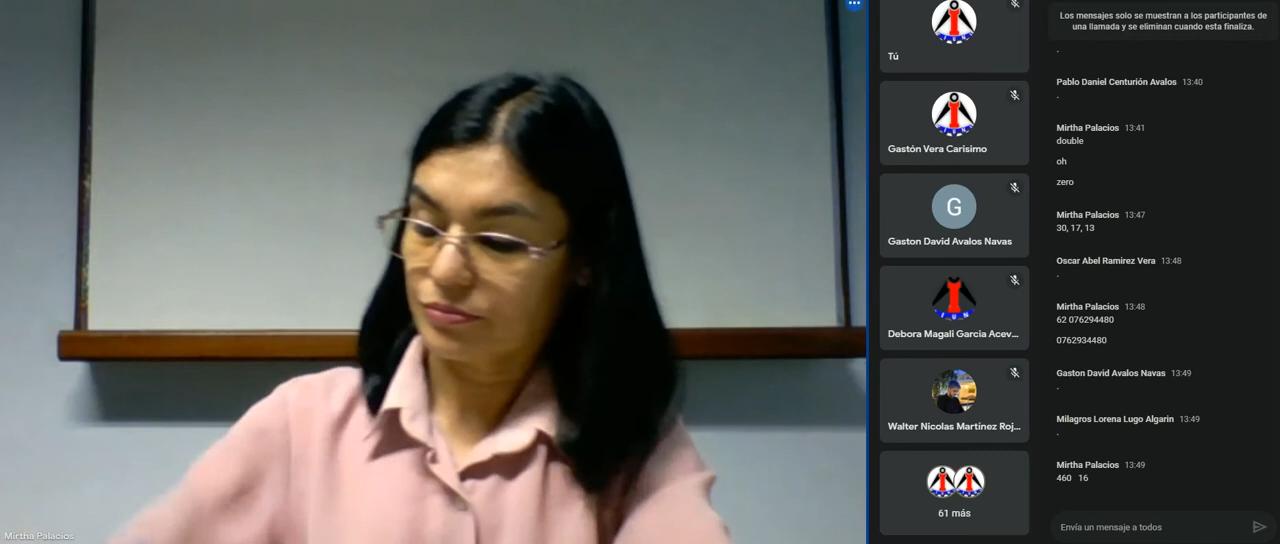 Mirtha Palacios
Tú
Gastón Vera Carisimo
G
Gaston David Avalos Navas
Debora Magali Garcia Acev...
Walter Nicolas Martínez Roj...
61 más
Los mensajes solo se muestran a los participantes de
una llamada y se eliminan cuando esta finaliza.
.
Pablo Daniel Centurión Avalos 13:40
.
Mirtha Palacios 13:41
double
oh
zero
Mirtha Palacios 13:47
30, 17, 13
Oscar Abel Ramirez Vera 13:48
.
Mirtha Palacios 13:48
62 076294480
0762934480
Gaston David Avalos Navas 13:49
.
Milagros Lorena Lugo Algarin 13:49
.
Mirtha Palacios 13:49
460 16
Envía un mensaje a todos